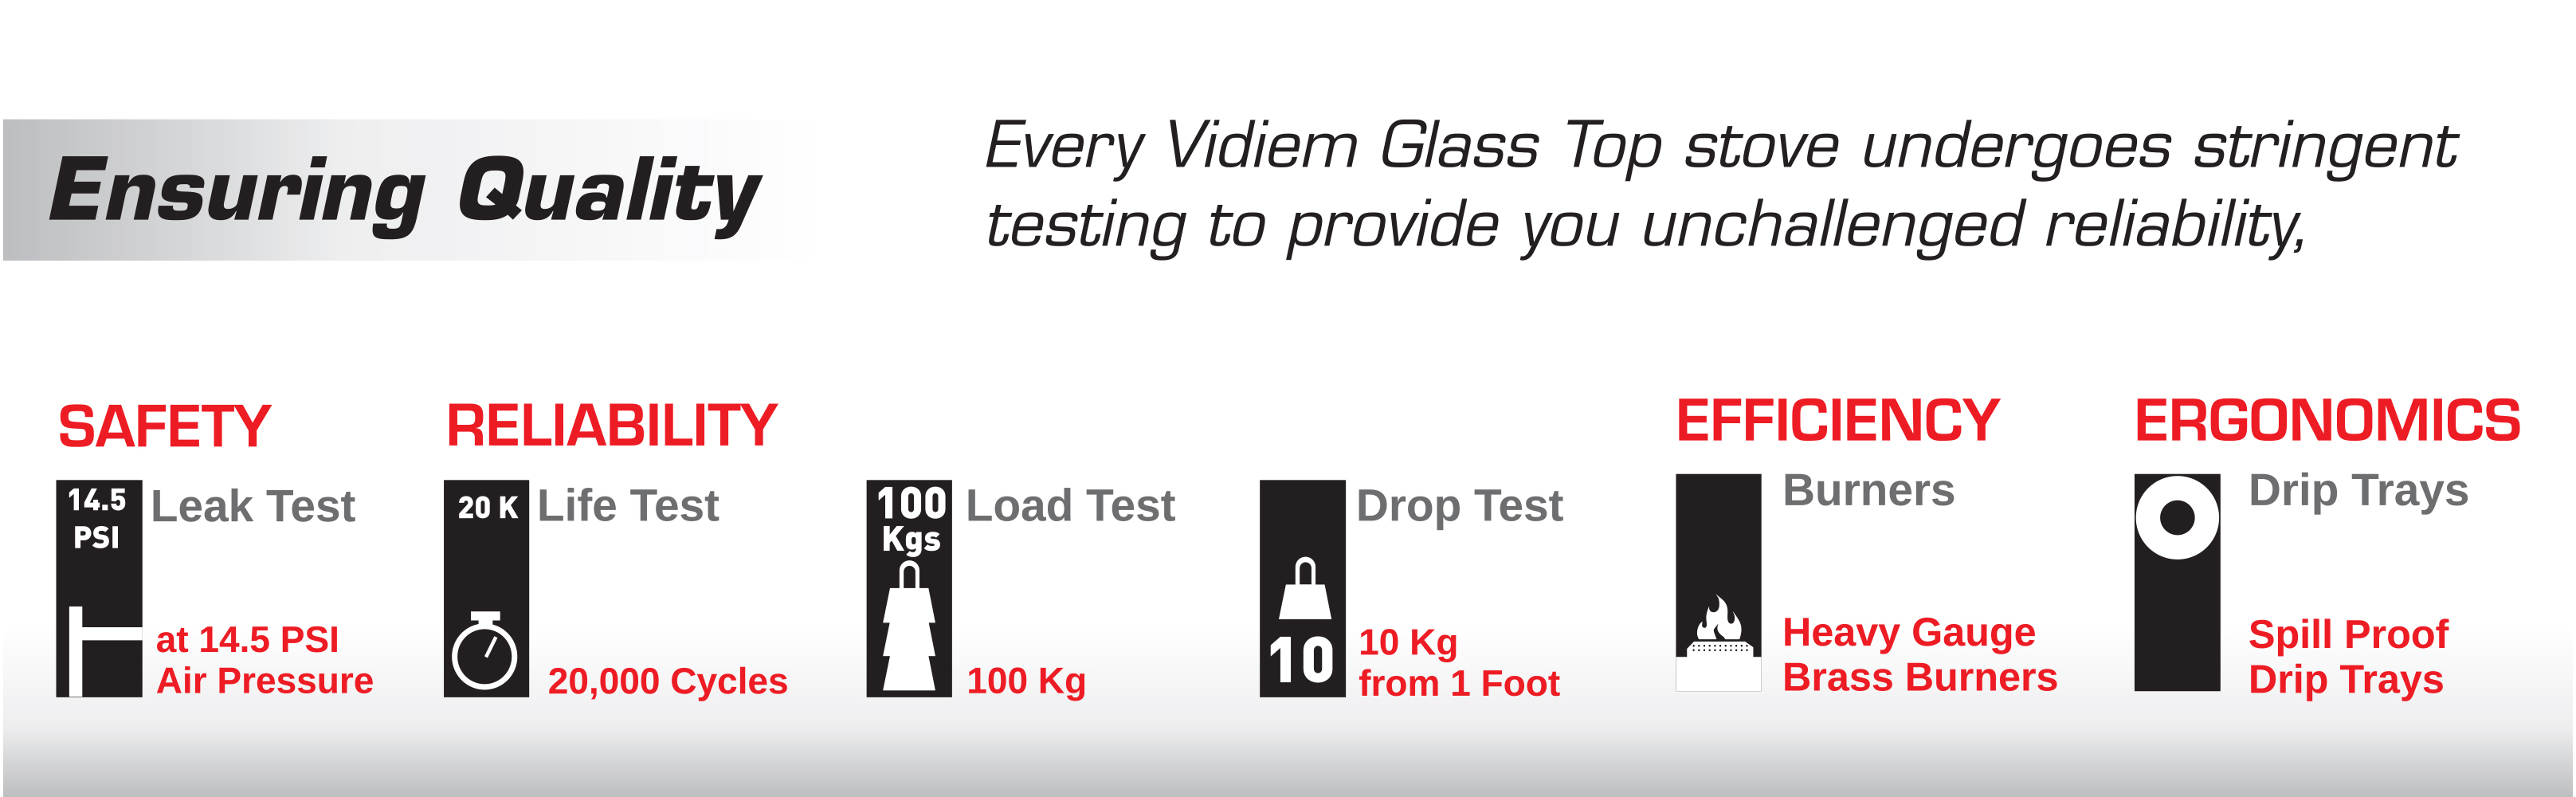 Ensuring Quality
Every Vidiem Glass Top stove undergoes stringent
testing to provide you unchallenged reliability,
SAFETY
14.5
PSI
Leak Test
at 14.5 PSI
Air Pressure
RELIABILITY
20 K
Life Test
20,000 Cycles
100
Kgs
Load Test
100 Kg
Drop Test
10
10 Kg
from 1 Foot
EFFICIENCY
Burners
Heavy Gauge
Brass Burners
ERGONOMICS
Drip Trays
Spill Proof
Drip Trays